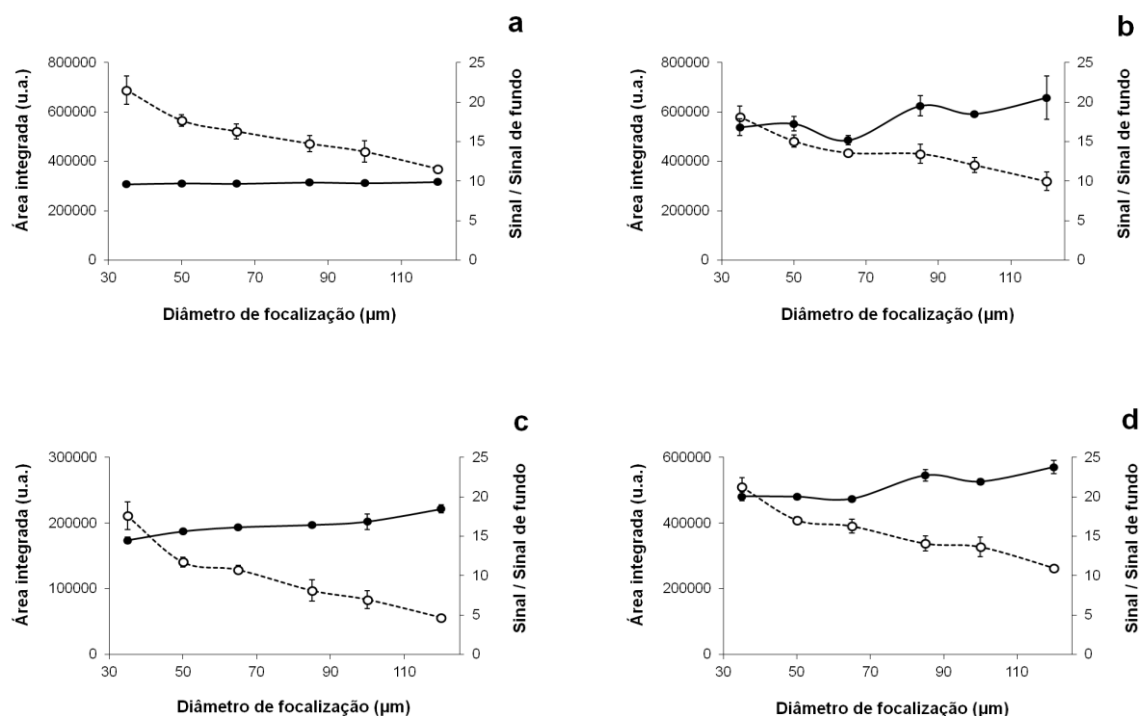 a
Área integrada (u.a.)
800000
600000
400000
200000
0
25
20
15
10
5
0
Sinal / Sinal de fundo
30 50 70 90 110
Diâmetro de focalização (µm)
b
Área integrada (u.a.)
800000
600000
400000
200000
0
25
20
15
10
5
0
Sinal / Sinal de fundo
30 50 70 90 110
Diâmetro de focalização (µm)
c
Área integrada (u.a.)
300000
200000
100000
0
25
20
15
10
5
0
Sinal / Sinal de fundo
30 50 70 90 110
Diâmetro de focalização (µm)
d
Área integrada (u.a.)
600000
400000
200000
0
25
20
15
10
5
0
Sinal / Sinal de fundo
30 50 70 90 110
Diâmetro de focalização (µm)